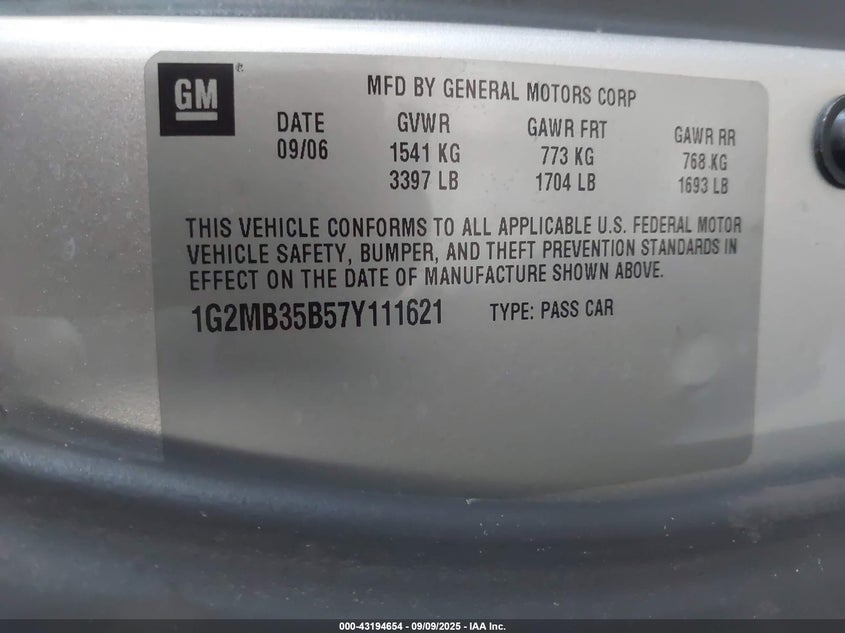 GM®
MFD BY GENERAL MOTORS CORP
DATE GVWR GAWR FRT GAWR RR
09/06 1541 KG 773 KG 768 KG
3397 LB 1704 LB 1693 LB
THIS VEHICLE CONFORMS TO ALL APPLICABLE U.S. FEDERAL MOTOR
VEHICLE SAFETY, BUMPER, AND THEFT PREVENTION STANDARDS IN
EFFECT ON THE DATE OF MANUFACTURE SHOWN ABOVE.
1G2MB35B57Y111621 TYPE: PASS CAR
000-43194654 - 09/09/2025 - IAA Inc.